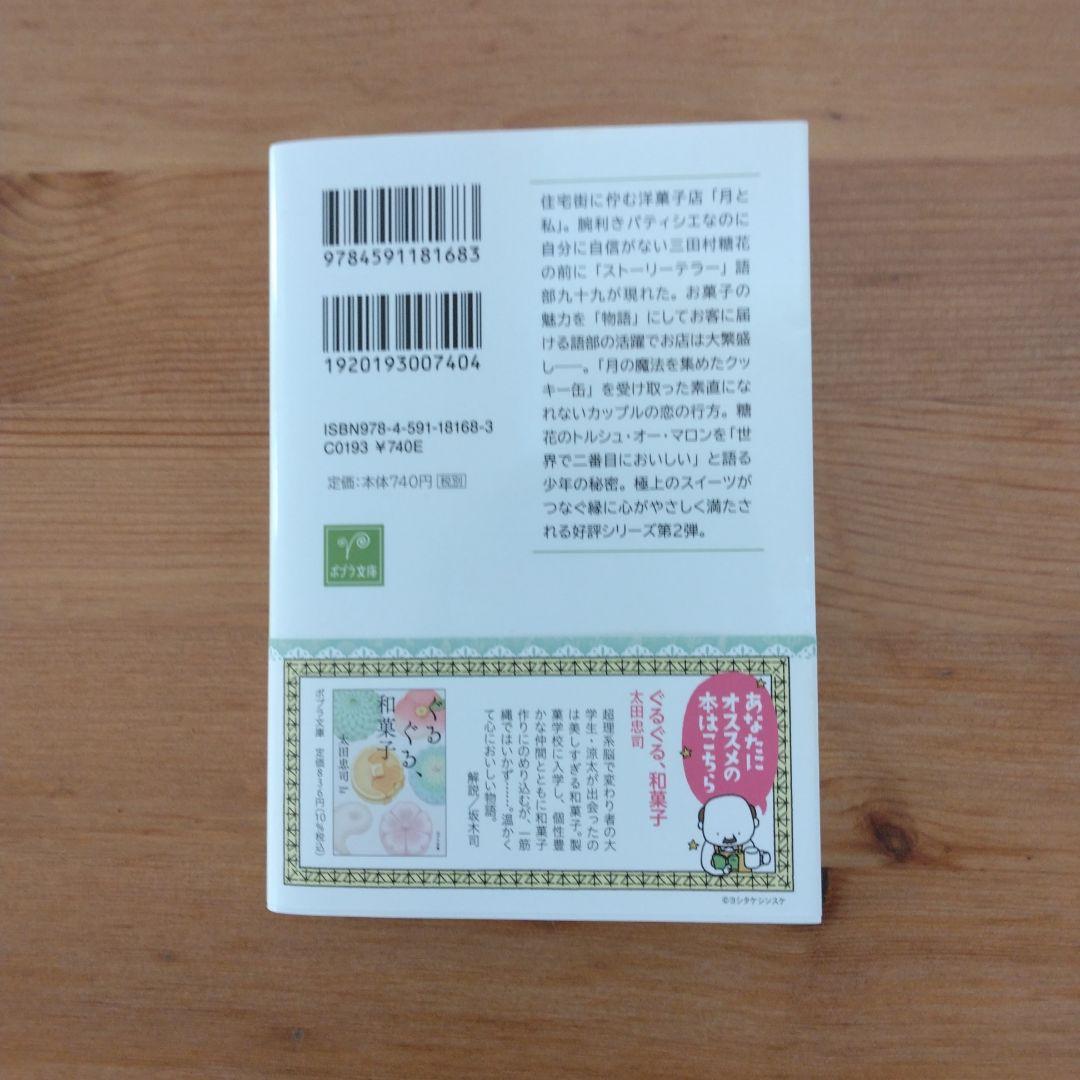 9784591181683
1920193007404
ISBN978-4-591-18168-3
C0193 ¥740E
定価:本体740円 税別
ポプラ文庫
住宅街に佇む洋菓子店「月と
私」。腕利きパティシエなのに
自分に自信がない三田村糖花
の前に「ストーリーテラー」語
部九十九が現れた。お菓子の
魅力を「物語」にしてお客に届
ける語部の活躍でお店は大繁盛
し――。「月の魔法を集めたクッ
キー缶」を受け取った素直にな
れないカップルの恋の行方。糖
花のトルシュ・オー・マロンを「世
界で二番目においしい」と語る
少年の秘密。極上のスイーツが
つなぐ縁に心がやさしく満たさ
れる好評シリーズ第2弾。
あなたに
オススメの
本はこちら
ぐるぐる、和菓子
太田忠司
超理系脳で変わり者の大
学生・涼太が出会ったの
は美しすぎる和菓子。製
菓学校に入学し、個性豊
かな仲間とともに和菓子
作りにのめり込むが、一筋
縄ではいかず……。温かく
て心においしい物語。
解説/坂木司
ぐる
ぐる、
和菓子
太田忠司
ポプラ文庫 定価836円(10%税込)
©ヨシタケシンスケ